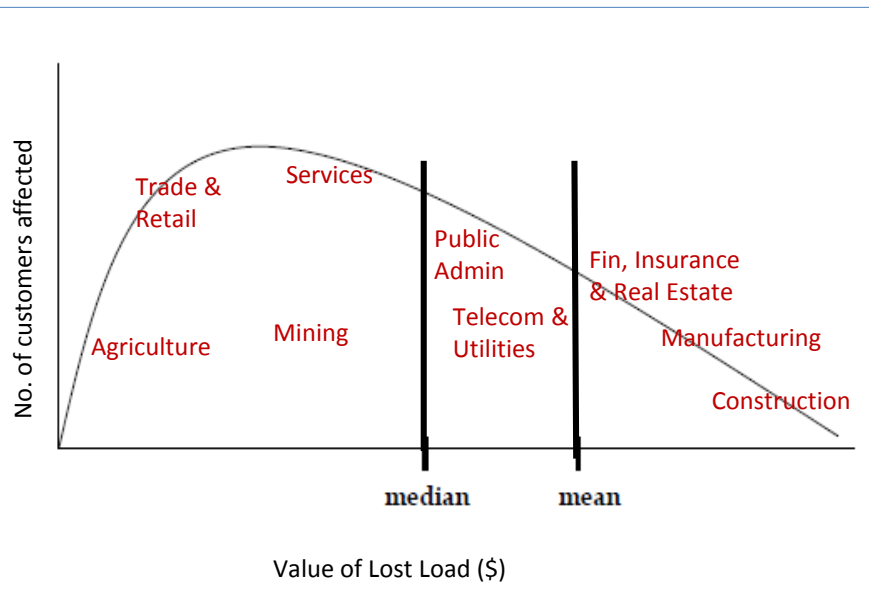 No. of customers affected
Trade &
Retail
Services
Public
Admin
Fin, Insurance
& Real Estate
Telecom &
Utilities
Agriculture
Mining
Manufacturing
Construction
median
mean
Value of Lost Load ($)